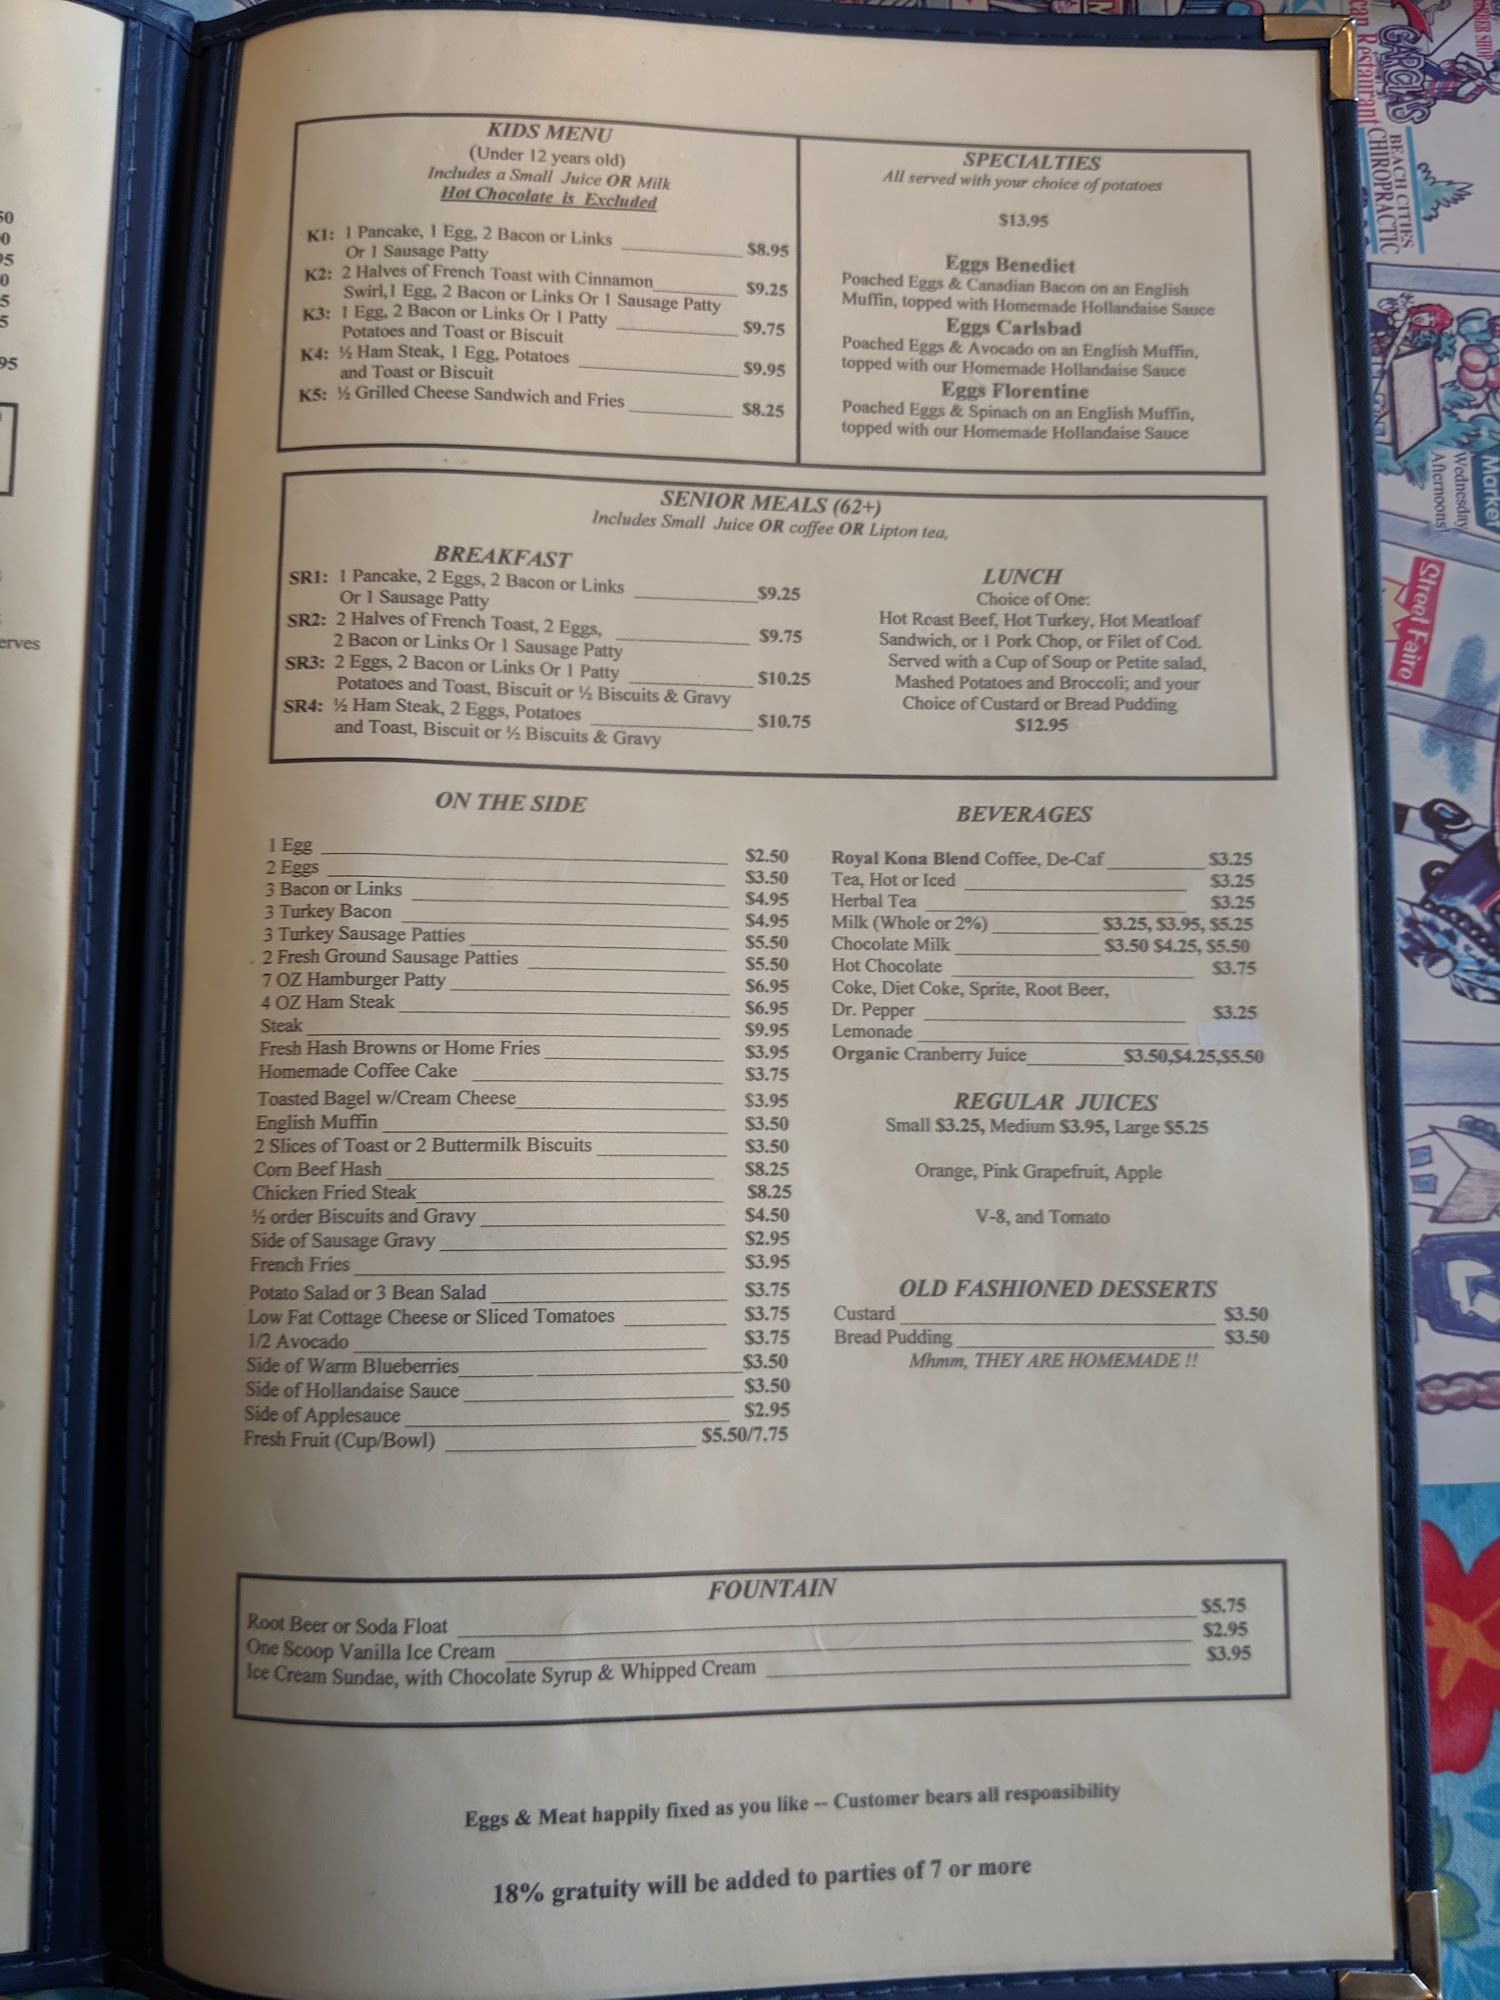 KIDS MENU
(Under 12 years old)
Includes a Small Juice OR Milk
Hot Chocolate is Excluded
K1: 1 Pancake, 1 Egg, 2 Bacon or Links
Or 1 Sausage Patty $8.95
K2: 2 Halves of French Toast with Cinnamon
Swirl,1 Egg, 2 Bacon or Links Or 1 Sausage Patty $9.25
K3: 1 Egg, 2 Bacon or Links Or 1 Patty
Potatoes and Toast or Biscuit $9.75
K4: ½ Ham Steak, 1 Egg, Potatoes
and Toast or Biscuit $9.95
K5: ½ Grilled Cheese Sandwich and Fries $8.25
SPECIALTIES
All served with your choice of potatoes
$13.95
Eggs Benedict
Poached Eggs & Canadian Bacon on an English
Muffin, topped with Homemade Hollandaise Sauce
Eggs Carlsbad
Poached Eggs & Avocado on an English Muffin,
topped with our Homemade Hollandaise Sauce
Eggs Florentine
Poached Eggs & Spinach on an English Muffin,
topped with our Homemade Hollandaise Sauce
SENIOR MEALS (62+)
Includes Small Juice OR coffee OR Lipton tea,
BREAKFAST
SR1: 1 Pancake, 2 Eggs, 2 Bacon or Links
Or 1 Sausage Patty $9.25
SR2: 2 Halves of French Toast, 2 Eggs,
2 Bacon or Links Or 1 Sausage Patty $9.75
SR3: 2 Eggs, 2 Bacon or Links Or 1 Patty
Potatoes and Toast, Biscuit or ½ Biscuits & Gravy $10.25
SR4: ½ Ham Steak, 2 Eggs, Potatoes
and Toast, Biscuit or ½ Biscuits & Gravy $10.75
LUNCH
Choice of One:
Hot Roast Beef, Hot Turkey, Hot Meatloaf
Sandwich, or 1 Pork Chop, or Filet of Cod.
Served with a Cup of Soup or Petite salad,
Mashed Potatoes and Broccoli; and your
Choice of Custard or Bread Pudding
$12.95
ON THE SIDE
1 Egg $2.50
2 Eggs $3.50
3 Bacon or Links $4.95
3 Turkey Bacon $4.95
3 Turkey Sausage Patties $5.50
2 Fresh Ground Sausage Patties $5.50
7 OZ Hamburger Patty $6.95
4 OZ Ham Steak $6.95
Steak $9.95
Fresh Hash Browns or Home Fries $3.95
Homemade Coffee Cake $3.75
Toasted Bagel w/Cream Cheese $3.95
English Muffin $3.50
2 Slices of Toast or 2 Buttermilk Biscuits $3.50
Corn Beef Hash $8.25
Chicken Fried Steak $8.25
½ order Biscuits and Gravy $4.50
Side of Sausage Gravy $2.95
French Fries $3.95
Potato Salad or 3 Bean Salad $3.75
Low Fat Cottage Cheese or Sliced Tomatoes $3.75
1/2 Avocado $3.75
Side of Warm Blueberries $3.50
Side of Hollandaise Sauce $3.50
Side of Applesauce $2.95
Fresh Fruit (Cup/Bowl) $5.50/7.75
BEVERAGES
Royal Kona Blend Coffee, De-Caf $3.25
Tea, Hot or Iced $3.25
Herbal Tea $3.25
Milk (Whole or 2%) $3.25, $3.95, $5.25
Chocolate Milk $3.50 $4.25, $5.50
Hot Chocolate $3.75
Coke, Diet Coke, Sprite, Root Beer,
Dr. Pepper $3.25
Lemonade
Organic Cranberry Juice $3.50,$4.25,$5.50
REGULAR JUICES
Small $3.25, Medium $3.95, Large $5.25
Orange, Pink Grapefruit, Apple
V-8, and Tomato
OLD FASHIONED DESSERTS
Custard $3.50
Bread Pudding $3.50
Mhmm, THEY ARE HOMEMADE !!
FOUNTAIN
Root Beer or Soda Float $5.75
One Scoop Vanilla Ice Cream $2.95
Ice Cream Sundae, with Chocolate Syrup & Whipped Cream $3.95
Eggs & Meat happily fixed as you like -- Customer bears all responsibility
18% gratuity will be added to parties of 7 or more
GARCIA'S
Restaurant
BEACH CITIES
CHIROPRACTIC
Market
Wednesday
Afternoons
Street Faire